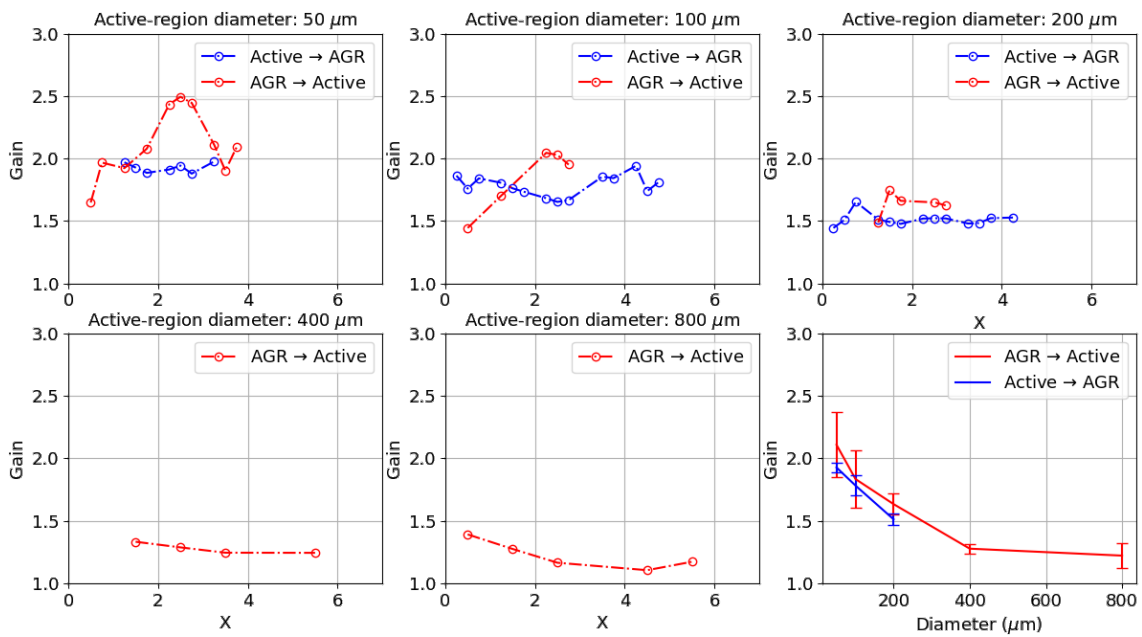 Active-region diameter: 50 μm
3.0
2.5
2.0
1.5
1.0
Gain
Active → AGR
AGR → Active
0 2 4 6
Active-region diameter: 100 μm
3.0
2.5
2.0
1.5
1.0
Gain
Active → AGR
AGR → Active
0 2 4 6
Active-region diameter: 200 μm
3.0
2.5
2.0
1.5
1.0
Gain
Active → AGR
AGR → Active
0 2 4 6
X
Active-region diameter: 400 μm
3.0
2.5
2.0
1.5
1.0
Gain
AGR → Active
0 2 4 6
X
Active-region diameter: 800 μm
3.0
2.5
2.0
1.5
1.0
Gain
AGR → Active
0 2 4 6
X
3.0
2.5
2.0
1.5
1.0
Gain
AGR → Active
Active → AGR
200 400 600 800
Diameter (μm)